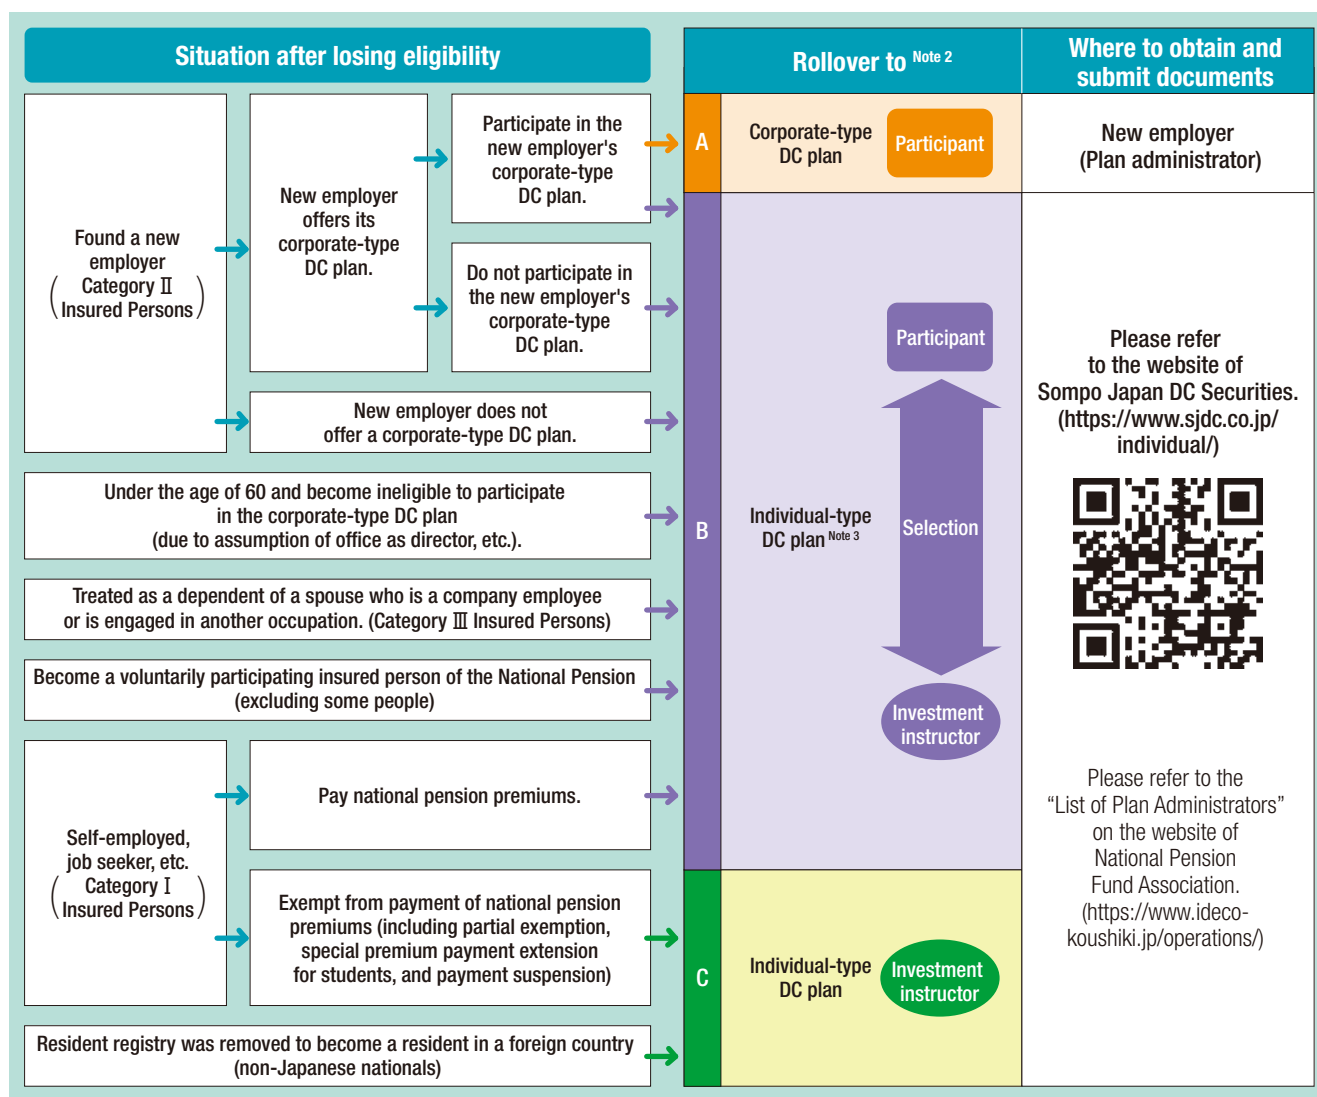 Situation after losing eligibility
Rollover to Note 2
Where to obtain and
submit documents
Found a new
employer
(Category Ⅱ
Insured Persons)
New employer
offers its
corporate-type
DC plan.
Participate in the
new employer's
corporate-type
DC plan.
Do not participate in
the new employer's
corporate-type
DC plan.
New employer does not
offer a corporate-type DC plan.
Under the age of 60 and become ineligible to participate
in the corporate-type DC plan
(due to assumption of office as director, etc.).
Treated as a dependent of a spouse who is a company employee
or is engaged in another occupation. (Category Ⅲ Insured Persons)
Become a voluntarily participating insured person of the National Pension
(excluding some people)
Self-employed,
job seeker, etc.
(Category Ⅰ
Insured Persons)
Pay national pension premiums.
Exempt from payment of national pension
premiums (including partial exemption,
special premium payment extension
for students, and payment suspension)
Resident registry was removed to become a resident in a foreign country
(non-Japanese nationals)
A
Corporate-type
DC plan
Participant
New employer
(Plan administrator)
B
Individual-type
DC plan Note 3
Participant
Selection
Investment
instructor
Please refer
to the website of
Sompo Japan DC Securities.
(https://www.sjdc.co.jp/
individual/)
Please refer to the
“List of Plan Administrators”
on the website of
National Pension
Fund Association.
(https://www.ideco-
koushiki.jp/operations/)
C
Individual-type
DC plan
Investment
instructor